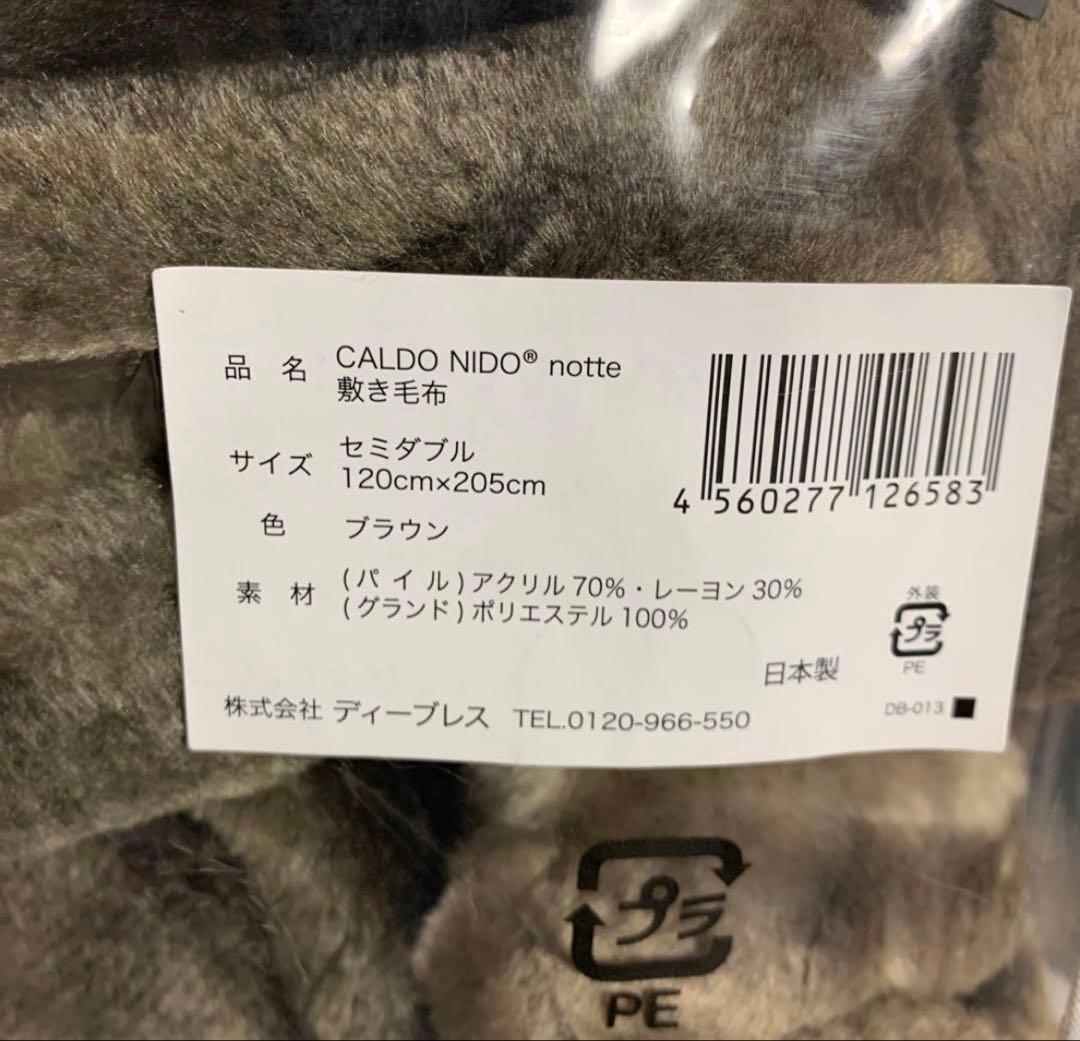 品 名 CALDO NIDO® notte
敷き毛布
サイズ セミダブル
120cm×205cm
色 ブラウン
素 材 (パ イ ル)アクリル 70%・レーヨン 30%
(グランド)ポリエステル 100%
日本製
株式会社 ディーブレス TEL.0120-966-550
4 560277 126583
外装
プラ
PE
DB-013
プラ
PE